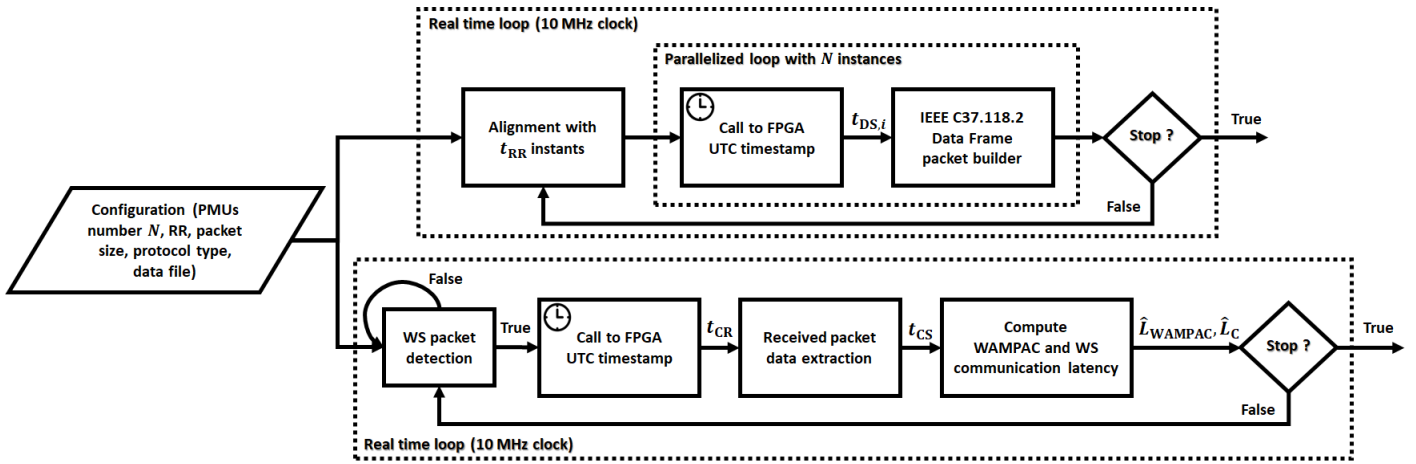 Real time loop (10 MHz clock)
Parallelized loop with N instances
Alignment with
t_RR instants
Call to FPGA
UTC timestamp
t_DS,i
IEEE C37.118.2
Data Frame
packet builder
Stop ?
True
False
Configuration (PMUs
number N, RR, packet
size, protocol type,
data file)
False
WS packet
detection
True
Call to FPGA
UTC timestamp
t_CR
Received packet
data extraction
t_CS
Compute
WAMPAC and WS
communication latency
L̂_WAMPAC, L̂_C
Stop ?
True
False
Real time loop (10 MHz clock)